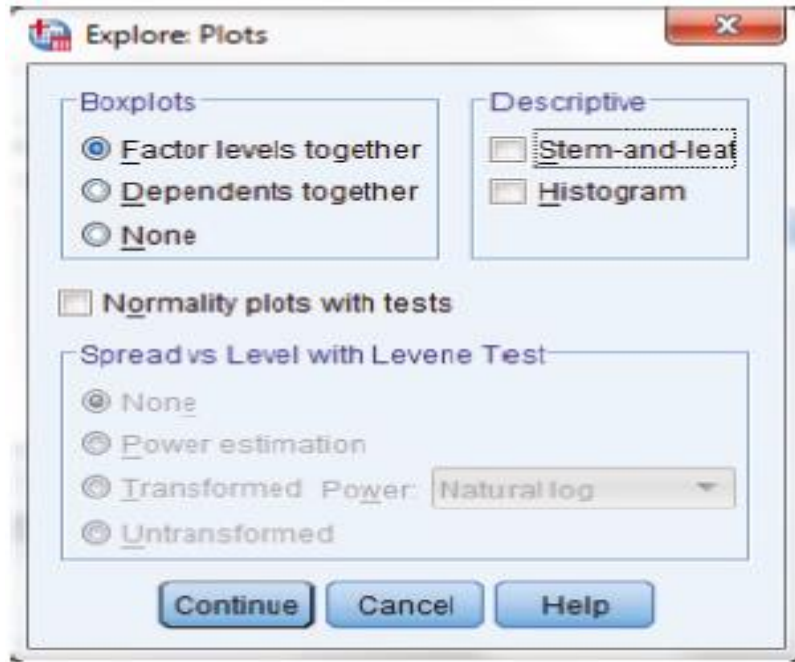 Explore: Plots
Boxplots
Factor levels together
Dependents together
None
Descriptive
Stem-and-leaf
Histogram
Normality plots with tests
Spread vs Level with Levene Test
None
Power estimation
Transformed Power: Natural log
Untransformed
Continue Cancel Help